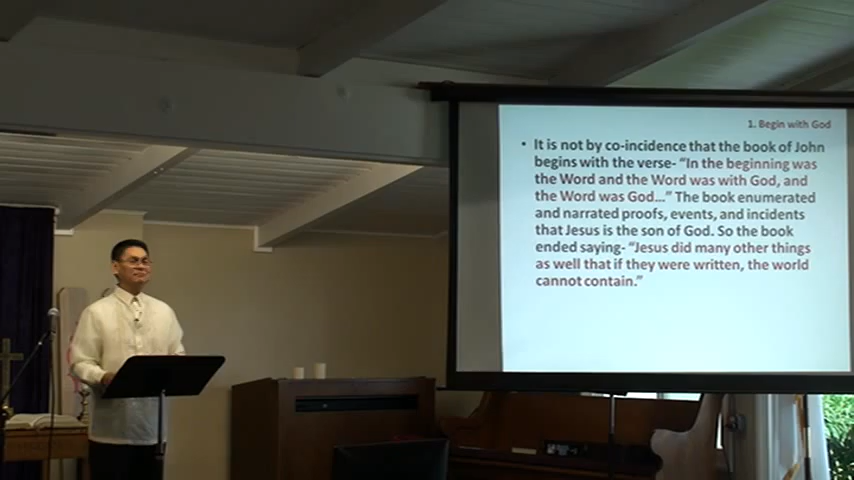 1. Begin with God
• It is not by co-incidence that the book of John
begins with the verse- “In the beginning was
the Word and the Word was with God, and
the Word was God...” The book enumerated
and narrated proofs, events, and incidents
that Jesus is the son of God. So the book
ended saying- “Jesus did many other things
as well that if they were written, the world
cannot contain.”